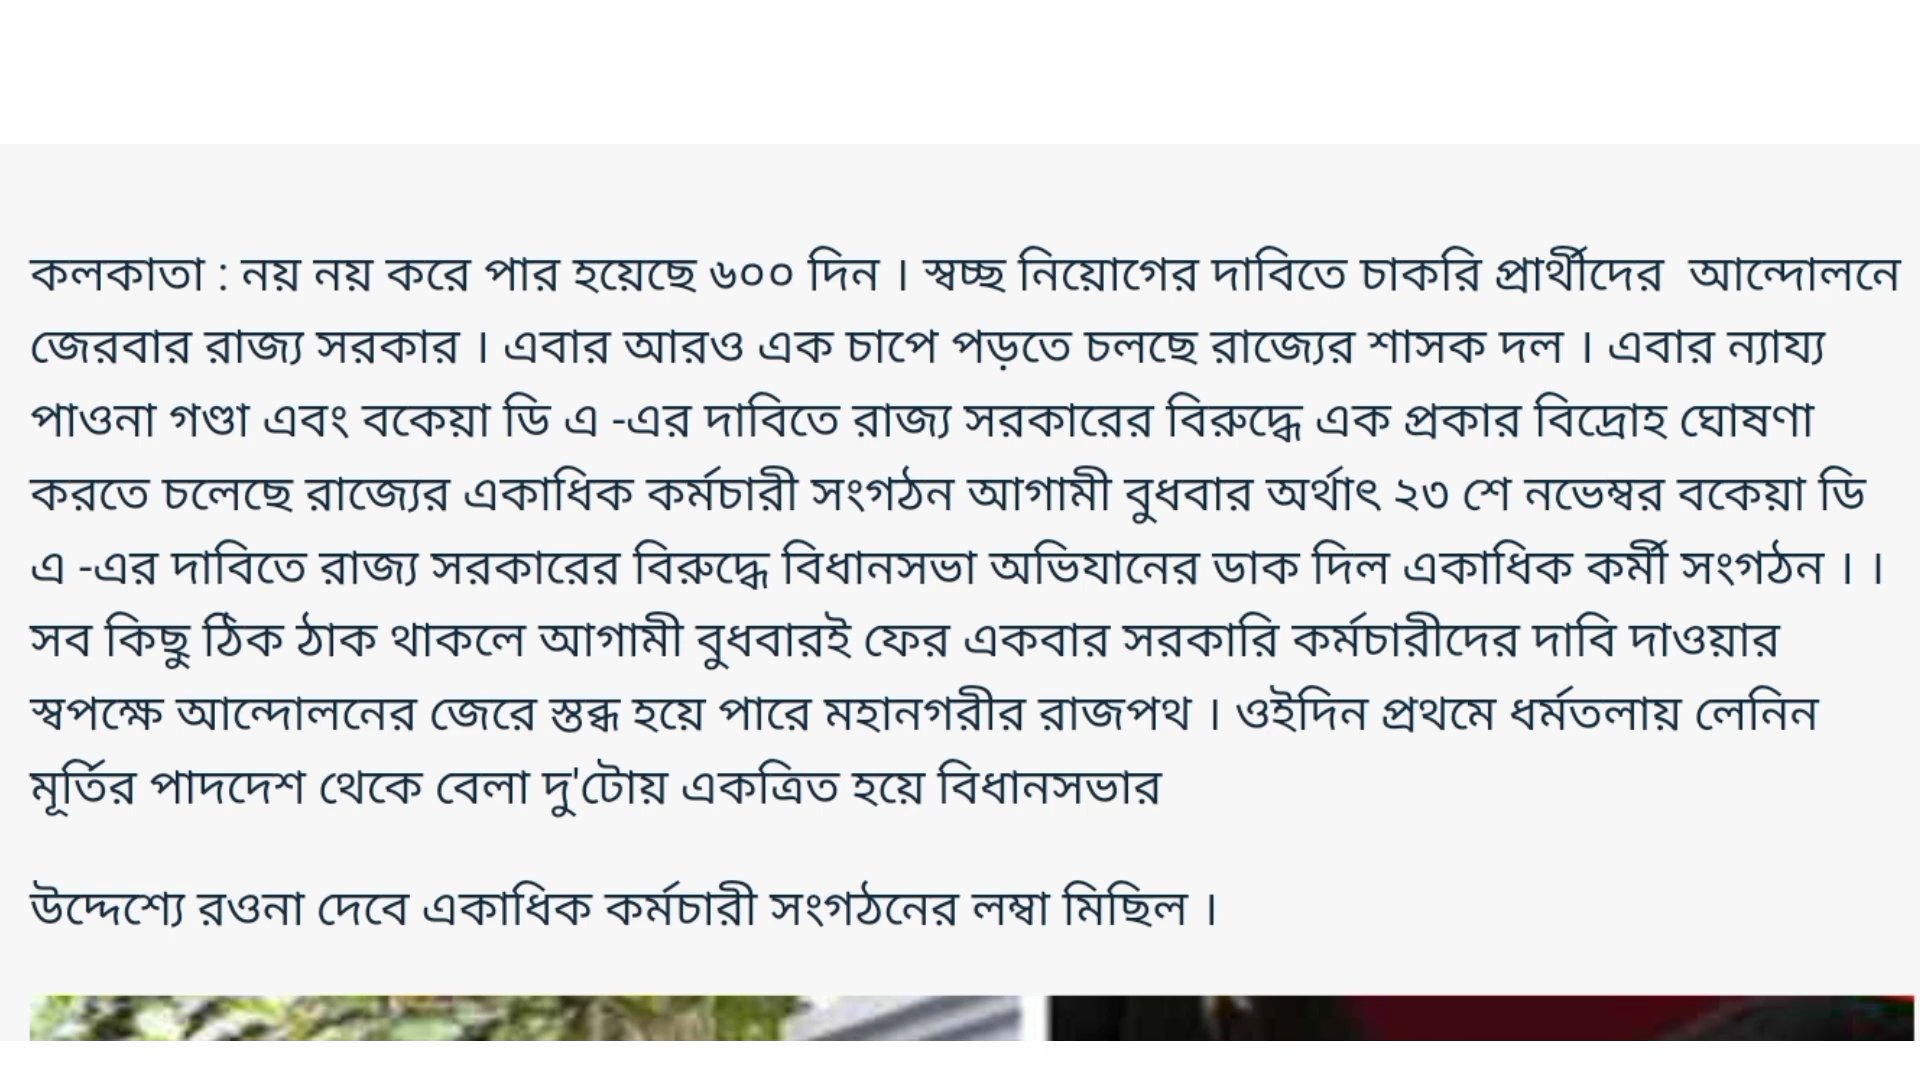 কলকাতা : নয় নয় করে পার হয়েছে ৬০০ দিন । স্বচ্ছ নিয়োগের দাবিতে চাকরি প্রার্থীদের আন্দোলনে
জেরবার রাজ্য সরকার । এবার আরও এক চাপে পড়তে চলছে রাজ্যের শাসক দল । এবার ন্যায্য
পাওনা গণ্ডা এবং বকেয়া ডি এ -এর দাবিতে রাজ্য সরকারের বিরুদ্ধে এক প্রকার বিদ্রোহ ঘোষণা
করতে চলেছে রাজ্যের একাধিক কর্মচারী সংগঠন আগামী বুধবার অর্থাৎ ২৩ শে নভেম্বর বকেয়া ডি
এ -এর দাবিতে রাজ্য সরকারের বিরুদ্ধে বিধানসভা অভিযানের ডাক দিল একাধিক কর্মী সংগঠন । ।
সব কিছু ঠিক ঠাক থাকলে আগামী বুধবারই ফের একবার সরকারি কর্মচারীদের দাবি দাওয়ার
স্বপক্ষে আন্দোলনের জেরে স্তব্ধ হয়ে পারে মহানগরীর রাজপথ । ওইদিন প্রথমে ধর্মতলায় লেনিন
মূর্তির পাদদেশ থেকে বেলা দু'টোয় একত্রিত হয়ে বিধানসভার
উদ্দেশ্যে রওনা দেবে একাধিক কর্মচারী সংগঠনের লম্বা মিছিল ।